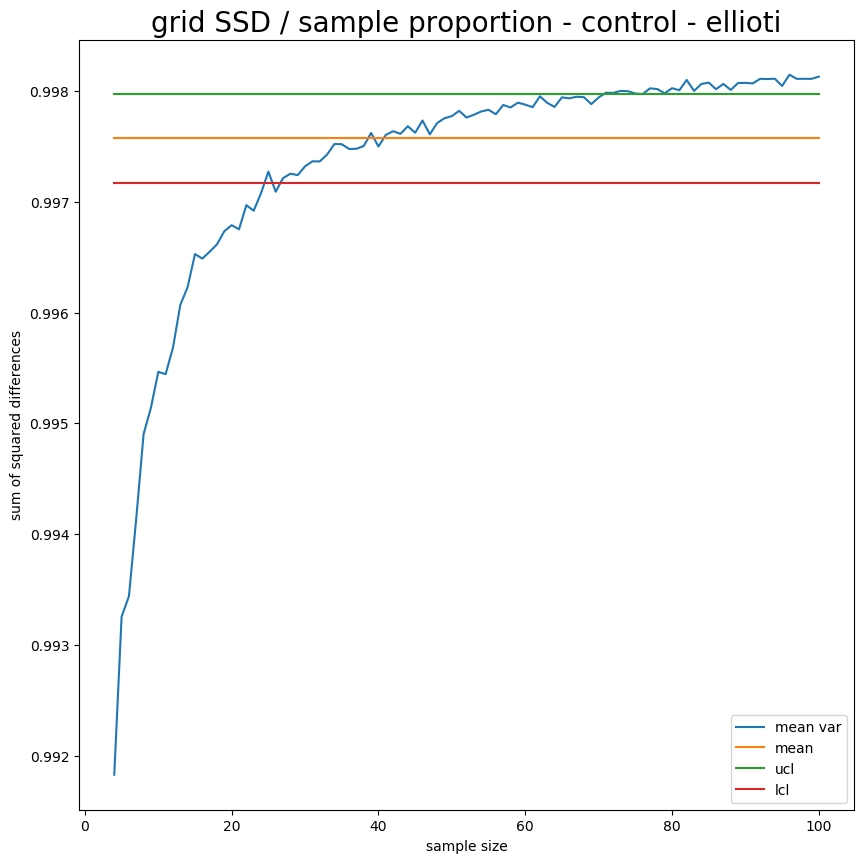 grid SSD / sample proportion - control - ellioti
sum of squared differences
0.998
0.997
0.996
0.995
0.994
0.993
0.992
mean var
mean
ucl
lcl
0 20 40 60 80 100
sample size